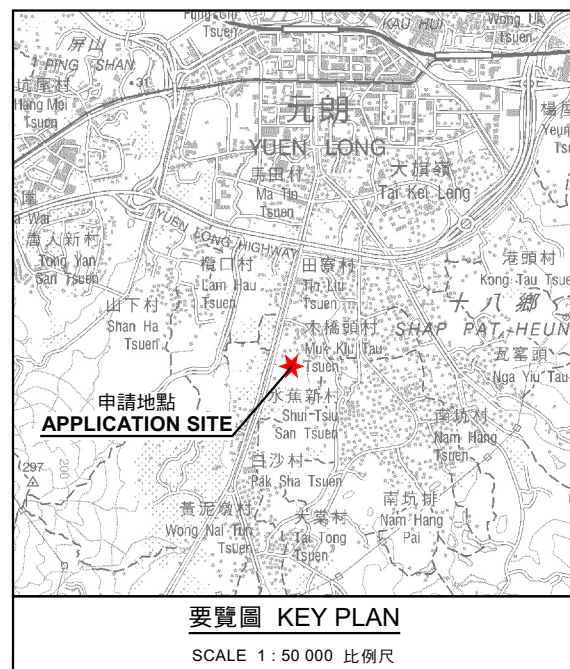 Tsuen
KAU HUI
Wong Uk
Tsuen
屏山
PING SHAN
坑尾村
Hang Mei
Tsuen
31
元朗
YUEN LONG
馬田村
Ma Tin
Tsuen
大旗嶺
Tai Kei Leng
YUEN LONG HIGHWAY
唐人新村
Tong Yan
San Tsuen
欖口村
Lam Hau
Tsuen
田寮村
Tin Liu
Tsuen
港頭村
Kong Tau Tsuen
山下村
Shan Ha
Tsuen
木橋頭村
Muk Kiu Tau
Tsuen
十八鄉
SHAP PAT HEUNG
瓦窰頭
Nga Yiu Tau
申請地點
APPLICATION SITE
水蕉新村
Shui Tsiu
San Tsuen
南坑村
Nam Hang
Tsuen
白沙村
Pak Sha Tsuen
297
200
黃泥墩村
Wong Nai Tun
Tsuen
大棠村
Tai Tong
Tsuen
南坑排
Nam Hang
Pai
要覽圖 KEY PLAN
SCALE 1 : 50 000 比例尺